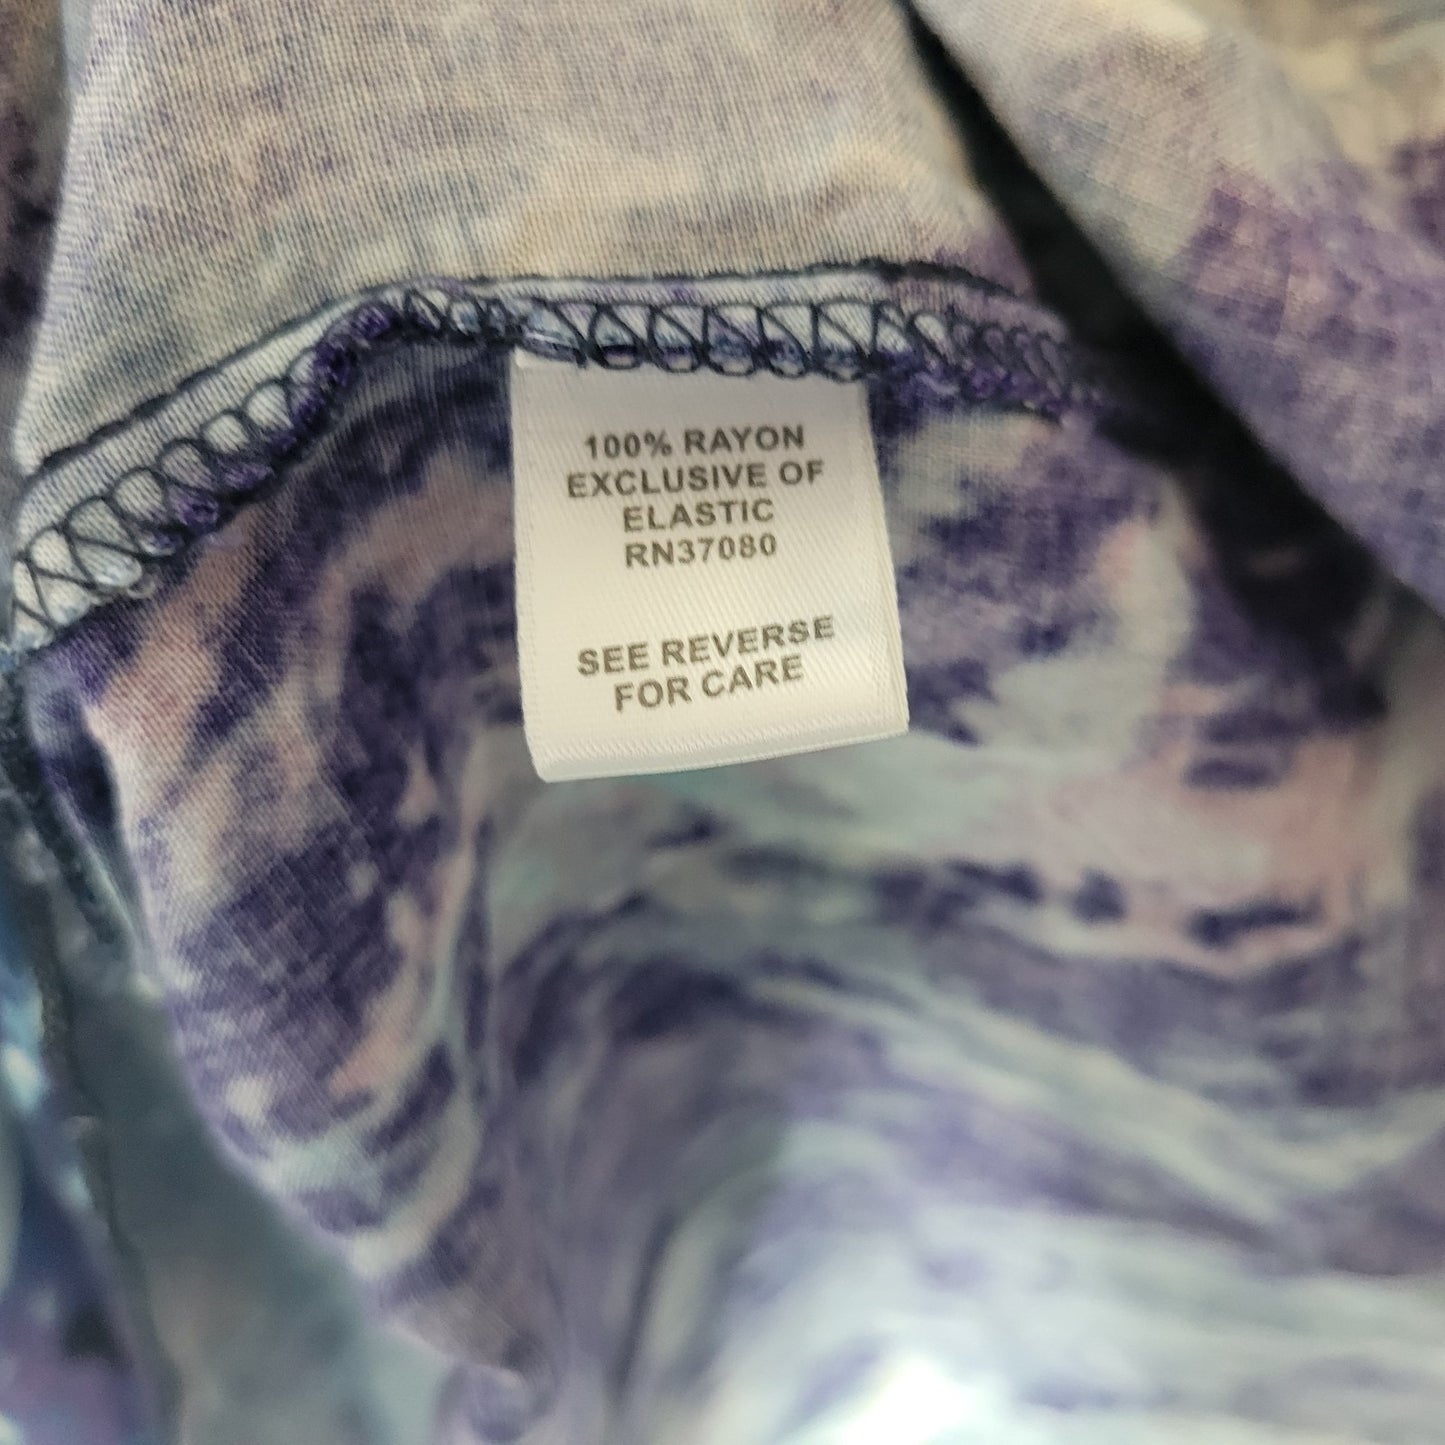 100% RAYON
EXCLUSIVE OF
ELASTIC
RN37080
SEE REVERSE
FOR CARE